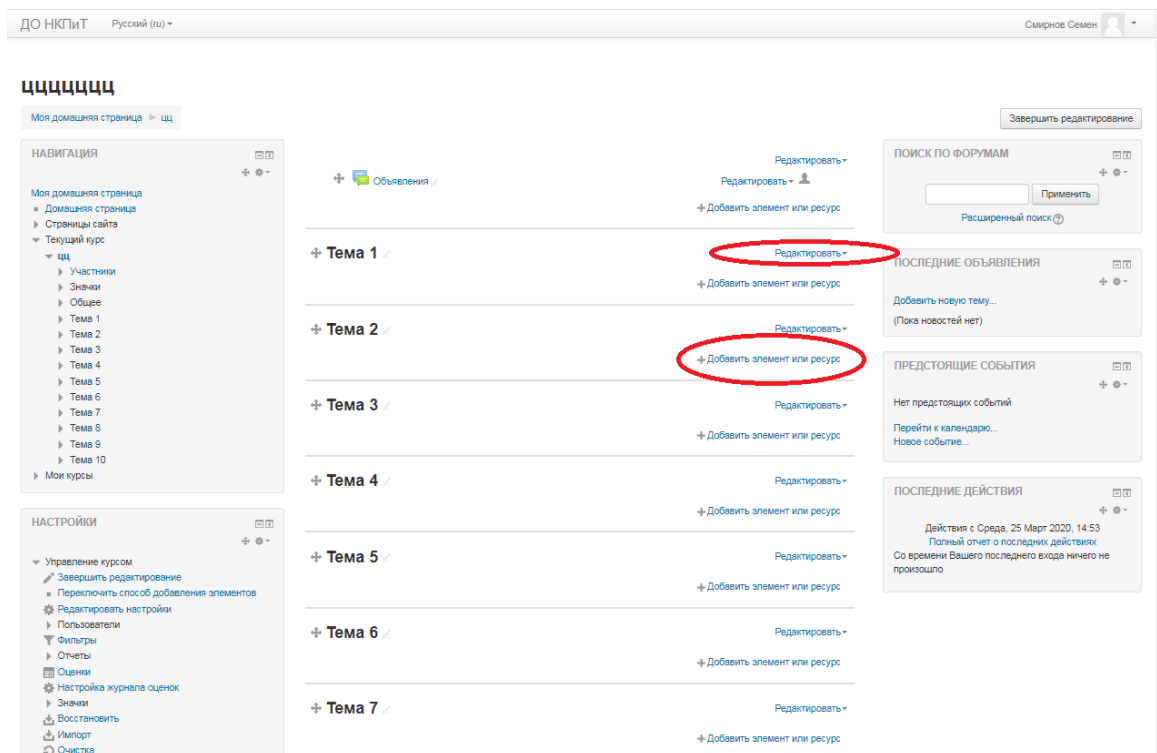 ДО НКПиТ Русский (ru) Смирнов Семен
ццццццц
Моя домашняя страница цц
Завершить редактирование
НАВИГАЦИЯ
Моя домашняя страница
Домашняя страница
Страницы сайта
Текущий курс
цц
Участники
Значки
Общее
Тема 1
Тема 2
Тема 3
Тема 4
Тема 5
Тема 6
Тема 7
Тема 8
Тема 9
Тема 10
Мои курсы
НАСТРОЙКИ
Управление курсом
Завершить редактирование
Переключить способ добавления элементов
Редактировать настройки
Пользователи
Фильтры
Отчеты
Оценки
Настройка журнала оценок
Значки
Восстановить
Импорт
Очистка
Редактировать
Объявления Редактировать
Добавить элемент или ресурс
Тема 1 Редактировать
Добавить элемент или ресурс
Тема 2 Редактировать
Добавить элемент или ресурс
Тема 3 Редактировать
Добавить элемент или ресурс
Тема 4 Редактировать
Добавить элемент или ресурс
Тема 5 Редактировать
Добавить элемент или ресурс
Тема 6 Редактировать
Добавить элемент или ресурс
Тема 7 Редактировать
Добавить элемент или ресурс
ПОИСК ПО ФОРУМАМ
Применить
Расширенный поиск
ПОСЛЕДНИЕ ОБЪЯВЛЕНИЯ
Добавить новую тему...
(Пока новостей нет)
ПРЕДСТОЯЩИЕ СОБЫТИЯ
Нет предстоящих событий
Перейти к календарю...
Новое событие...
ПОСЛЕДНИЕ ДЕЙСТВИЯ
Действия с Среда, 25 Март 2020, 14:53
Полный отчет о последних действиях
Со времени Вашего последнего входа ничего не
произошло